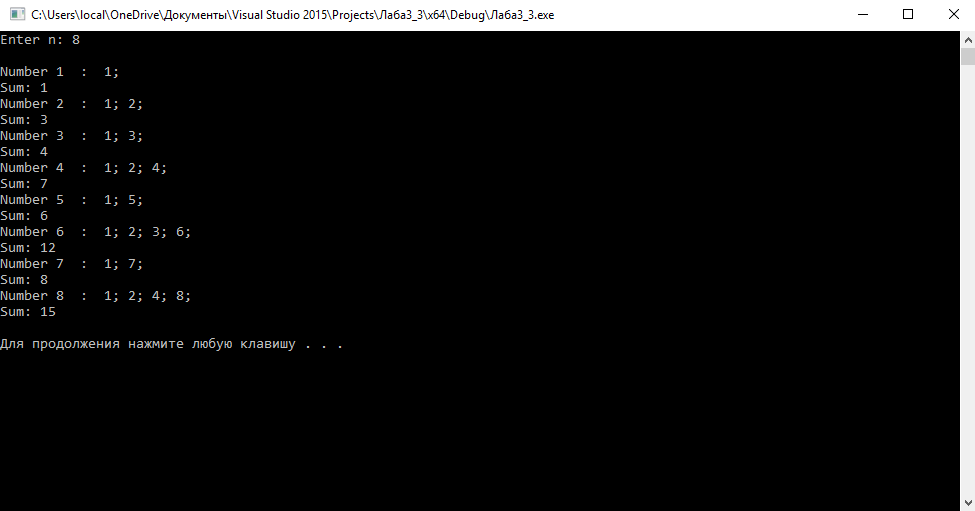 C:\Users\local\OneDrive\Документы\Visual Studio 2015\Projects\Лаба3_3\x64\Debug\Лаба3_3.exe
Enter n: 8
Number 1  :  1;
Sum: 1
Number 2  :  1; 2;
Sum: 3
Number 3  :  1; 3;
Sum: 4
Number 4  :  1; 2; 4;
Sum: 7
Number 5  :  1; 5;
Sum: 6
Number 6  :  1; 2; 3; 6;
Sum: 12
Number 7  :  1; 7;
Sum: 8
Number 8  :  1; 2; 4; 8;
Sum: 15
Для продолжения нажмите любую клавишу . . .